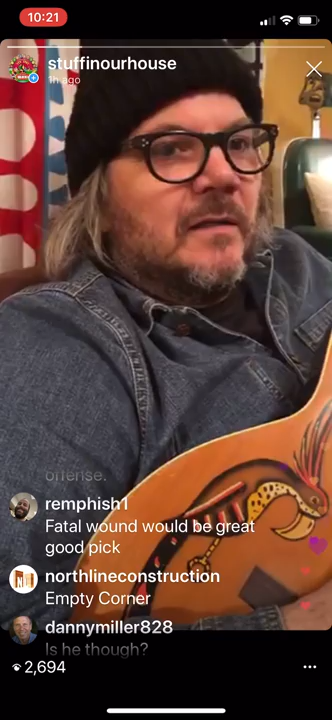 10:21
stuffinourhouse
1h ago
offense.
remphish1
Fatal wound would be great
good pick
northlineconstruction
Empty Corner
dannymiller828
Is he though?
2,694